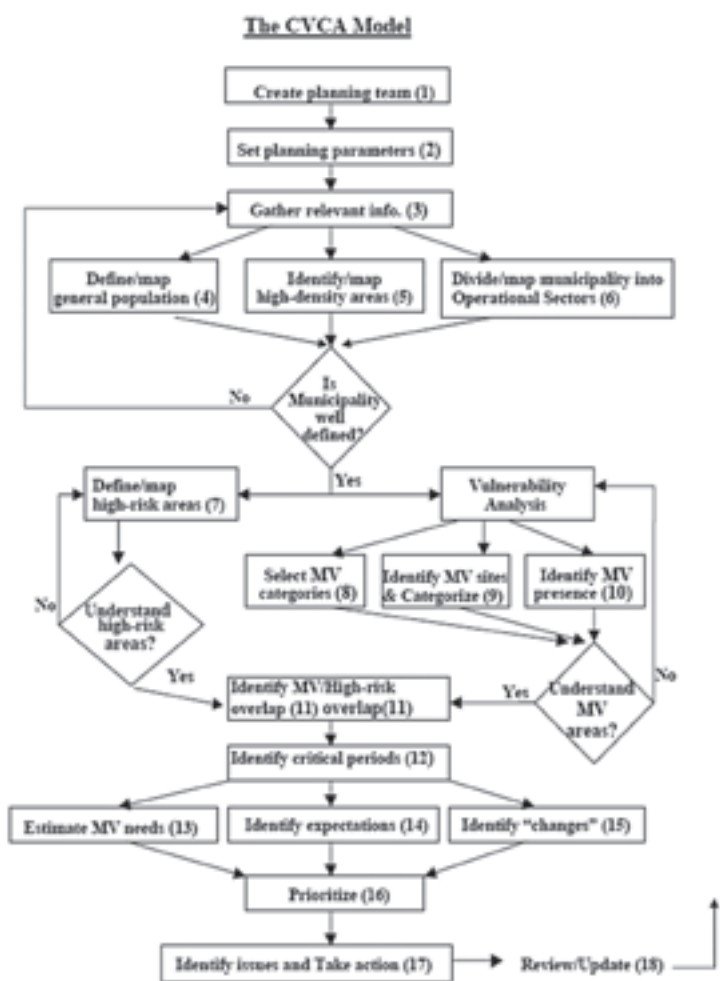 The CVCA Model
Create planning team (1)
Set planning parameters (2)
Gather relevant info. (3)
Define/map
general population (4)
Identify/map
high-density areas (5)
Divide/map municipality into
Operational Sectors (6)
Is
Municipality
well
defined?
No
Yes
Define/map
high-risk areas (7)
Vulnerability
Analysis
Select MV
categories (8)
Identify MV sites
& Categorize (9)
Identify MV
presence (10)
No
Understand
high-risk
areas?
Yes
Understand
MV
areas?
No
Yes
Identify MV/High-risk
overlap (11) overlap(11)
Identify critical periods (12)
Estimate MV needs (13)
Identify expectations (14)
Identify “changes” (15)
Prioritize (16)
Identify issues and Take action (17)
Review/Update (18)